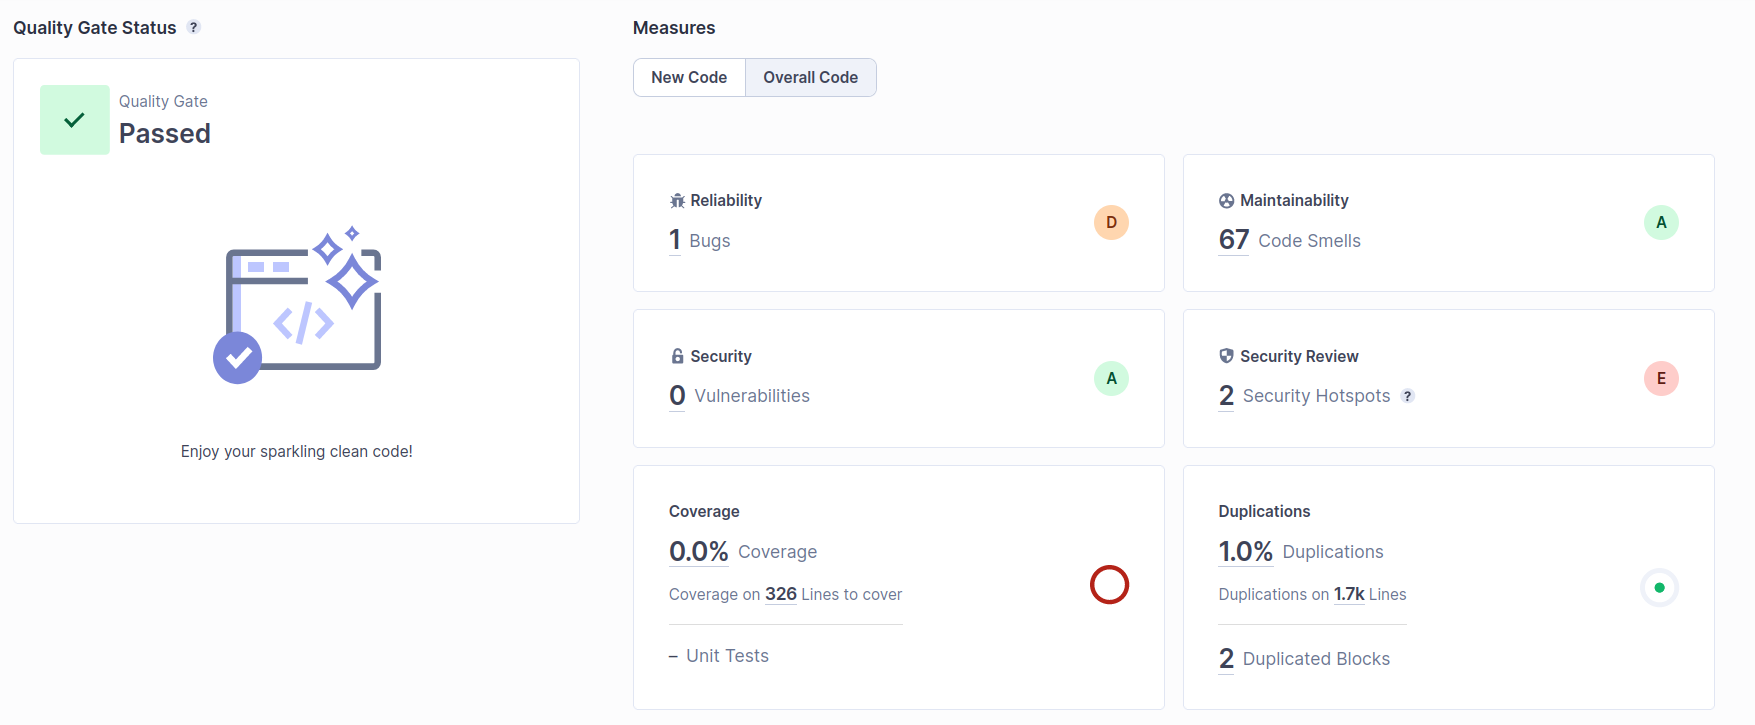 Quality Gate Status ?
Quality Gate
Passed
Enjoy your sparkling clean code!
Measures
New Code Overall Code
Reliability
1 Bugs
D
Maintainability
67 Code Smells
A
Security
0 Vulnerabilities
A
Security Review
2 Security Hotspots ?
E
Coverage
0.0% Coverage
Coverage on 326 Lines to cover
– Unit Tests
Duplications
1.0% Duplications
Duplications on 1.7k Lines
2 Duplicated Blocks